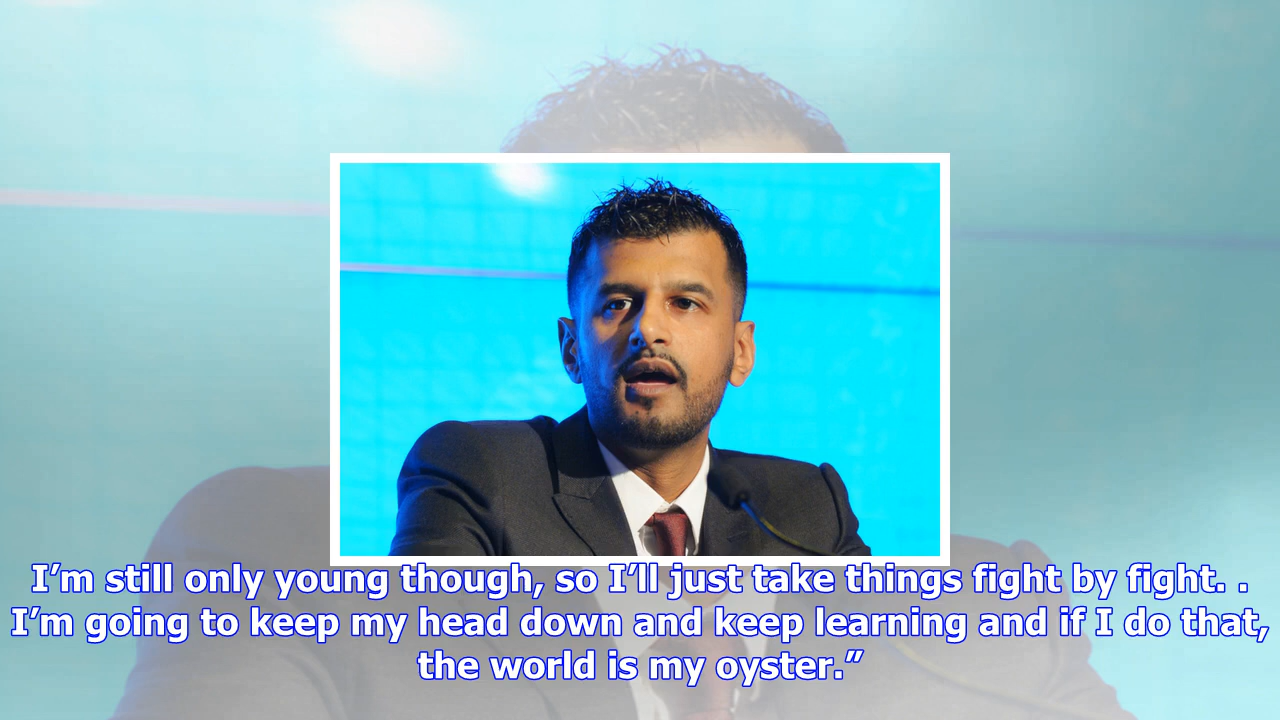 I’m still only young though, so I’ll just take things fight by fight. .
I’m going to keep my head down and keep learning and if I do that,
the world is my oyster.”